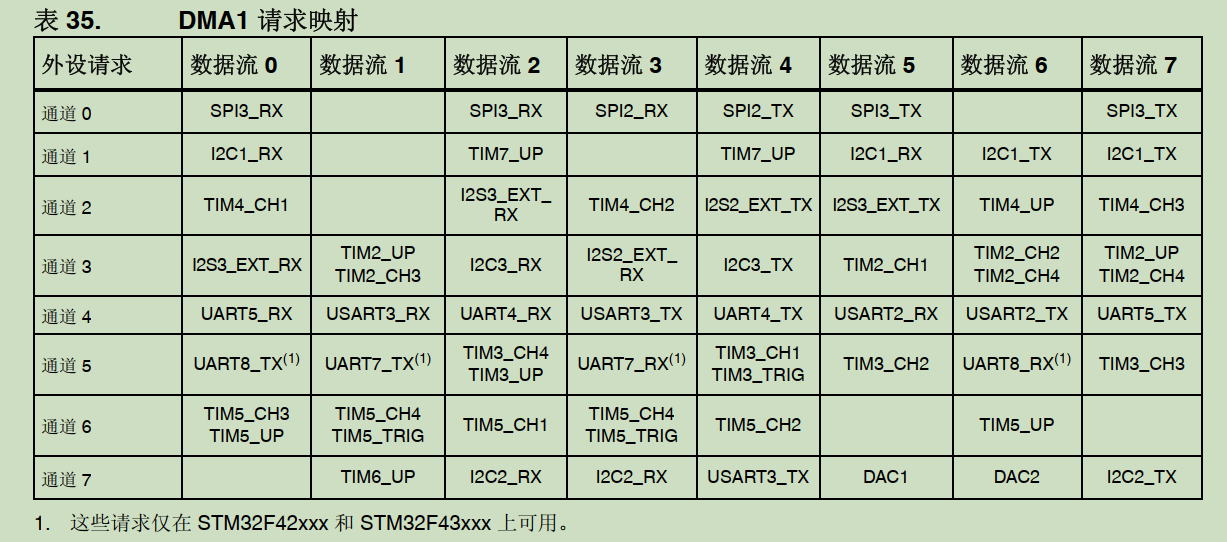 表 35. DMA1 请求映射
外设请求 数据流 0 数据流 1 数据流 2 数据流 3 数据流 4 数据流 5 数据流 6 数据流 7
通道 0 SPI3_RX SPI3_RX SPI2_RX SPI2_TX SPI3_TX SPI3_TX
通道 1 I2C1_RX TIM7_UP TIM7_UP I2C1_RX I2C1_TX I2C1_TX
通道 2 TIM4_CH1 I2S3_EXT_
RX TIM4_CH2 I2S2_EXT_TX I2S3_EXT_TX TIM4_UP TIM4_CH3
通道 3 I2S3_EXT_RX TIM2_UP
TIM2_CH3 I2C3_RX I2S2_EXT_
RX I2C3_TX TIM2_CH1 TIM2_CH2
TIM2_CH4 TIM2_UP
TIM2_CH4
通道 4 UART5_RX USART3_RX UART4_RX USART3_TX UART4_TX USART2_RX USART2_TX UART5_TX
通道 5 UART8_TX(1) UART7_TX(1) TIM3_CH4
TIM3_UP UART7_RX(1) TIM3_CH1
TIM3_TRIG TIM3_CH2 UART8_RX(1) TIM3_CH3
通道 6 TIM5_CH3
TIM5_UP TIM5_CH4
TIM5_TRIG TIM5_CH1 TIM5_CH4
TIM5_TRIG TIM5_CH2 TIM5_UP
通道 7 TIM6_UP I2C2_RX I2C2_RX USART3_TX DAC1 DAC2 I2C2_TX
1. 这些请求仅在 STM32F42xxx 和 STM32F43xxx 上可用。